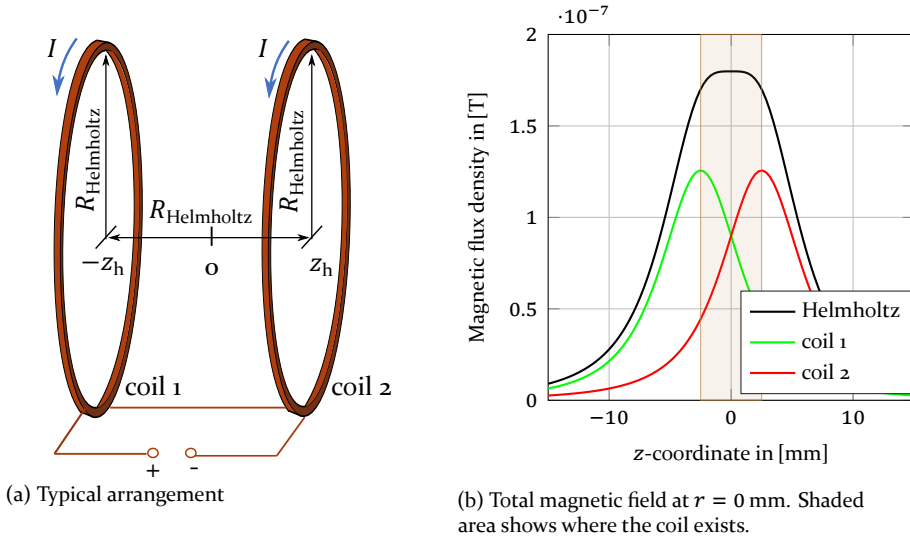 I
I
R_Helmholtz
R_Helmholtz
R_Helmholtz
−z_h
0
z_h
coil 1
coil 2
+
-
(a) Typical arrangement
·10^−7
2
1.5
1
0.5
0
Magnetic flux density in [T]
Helmholtz
coil 1
coil 2
−10
0
10
z-coordinate in [mm]
(b) Total magnetic field at r = 0 mm. Shaded
area shows where the coil exists.